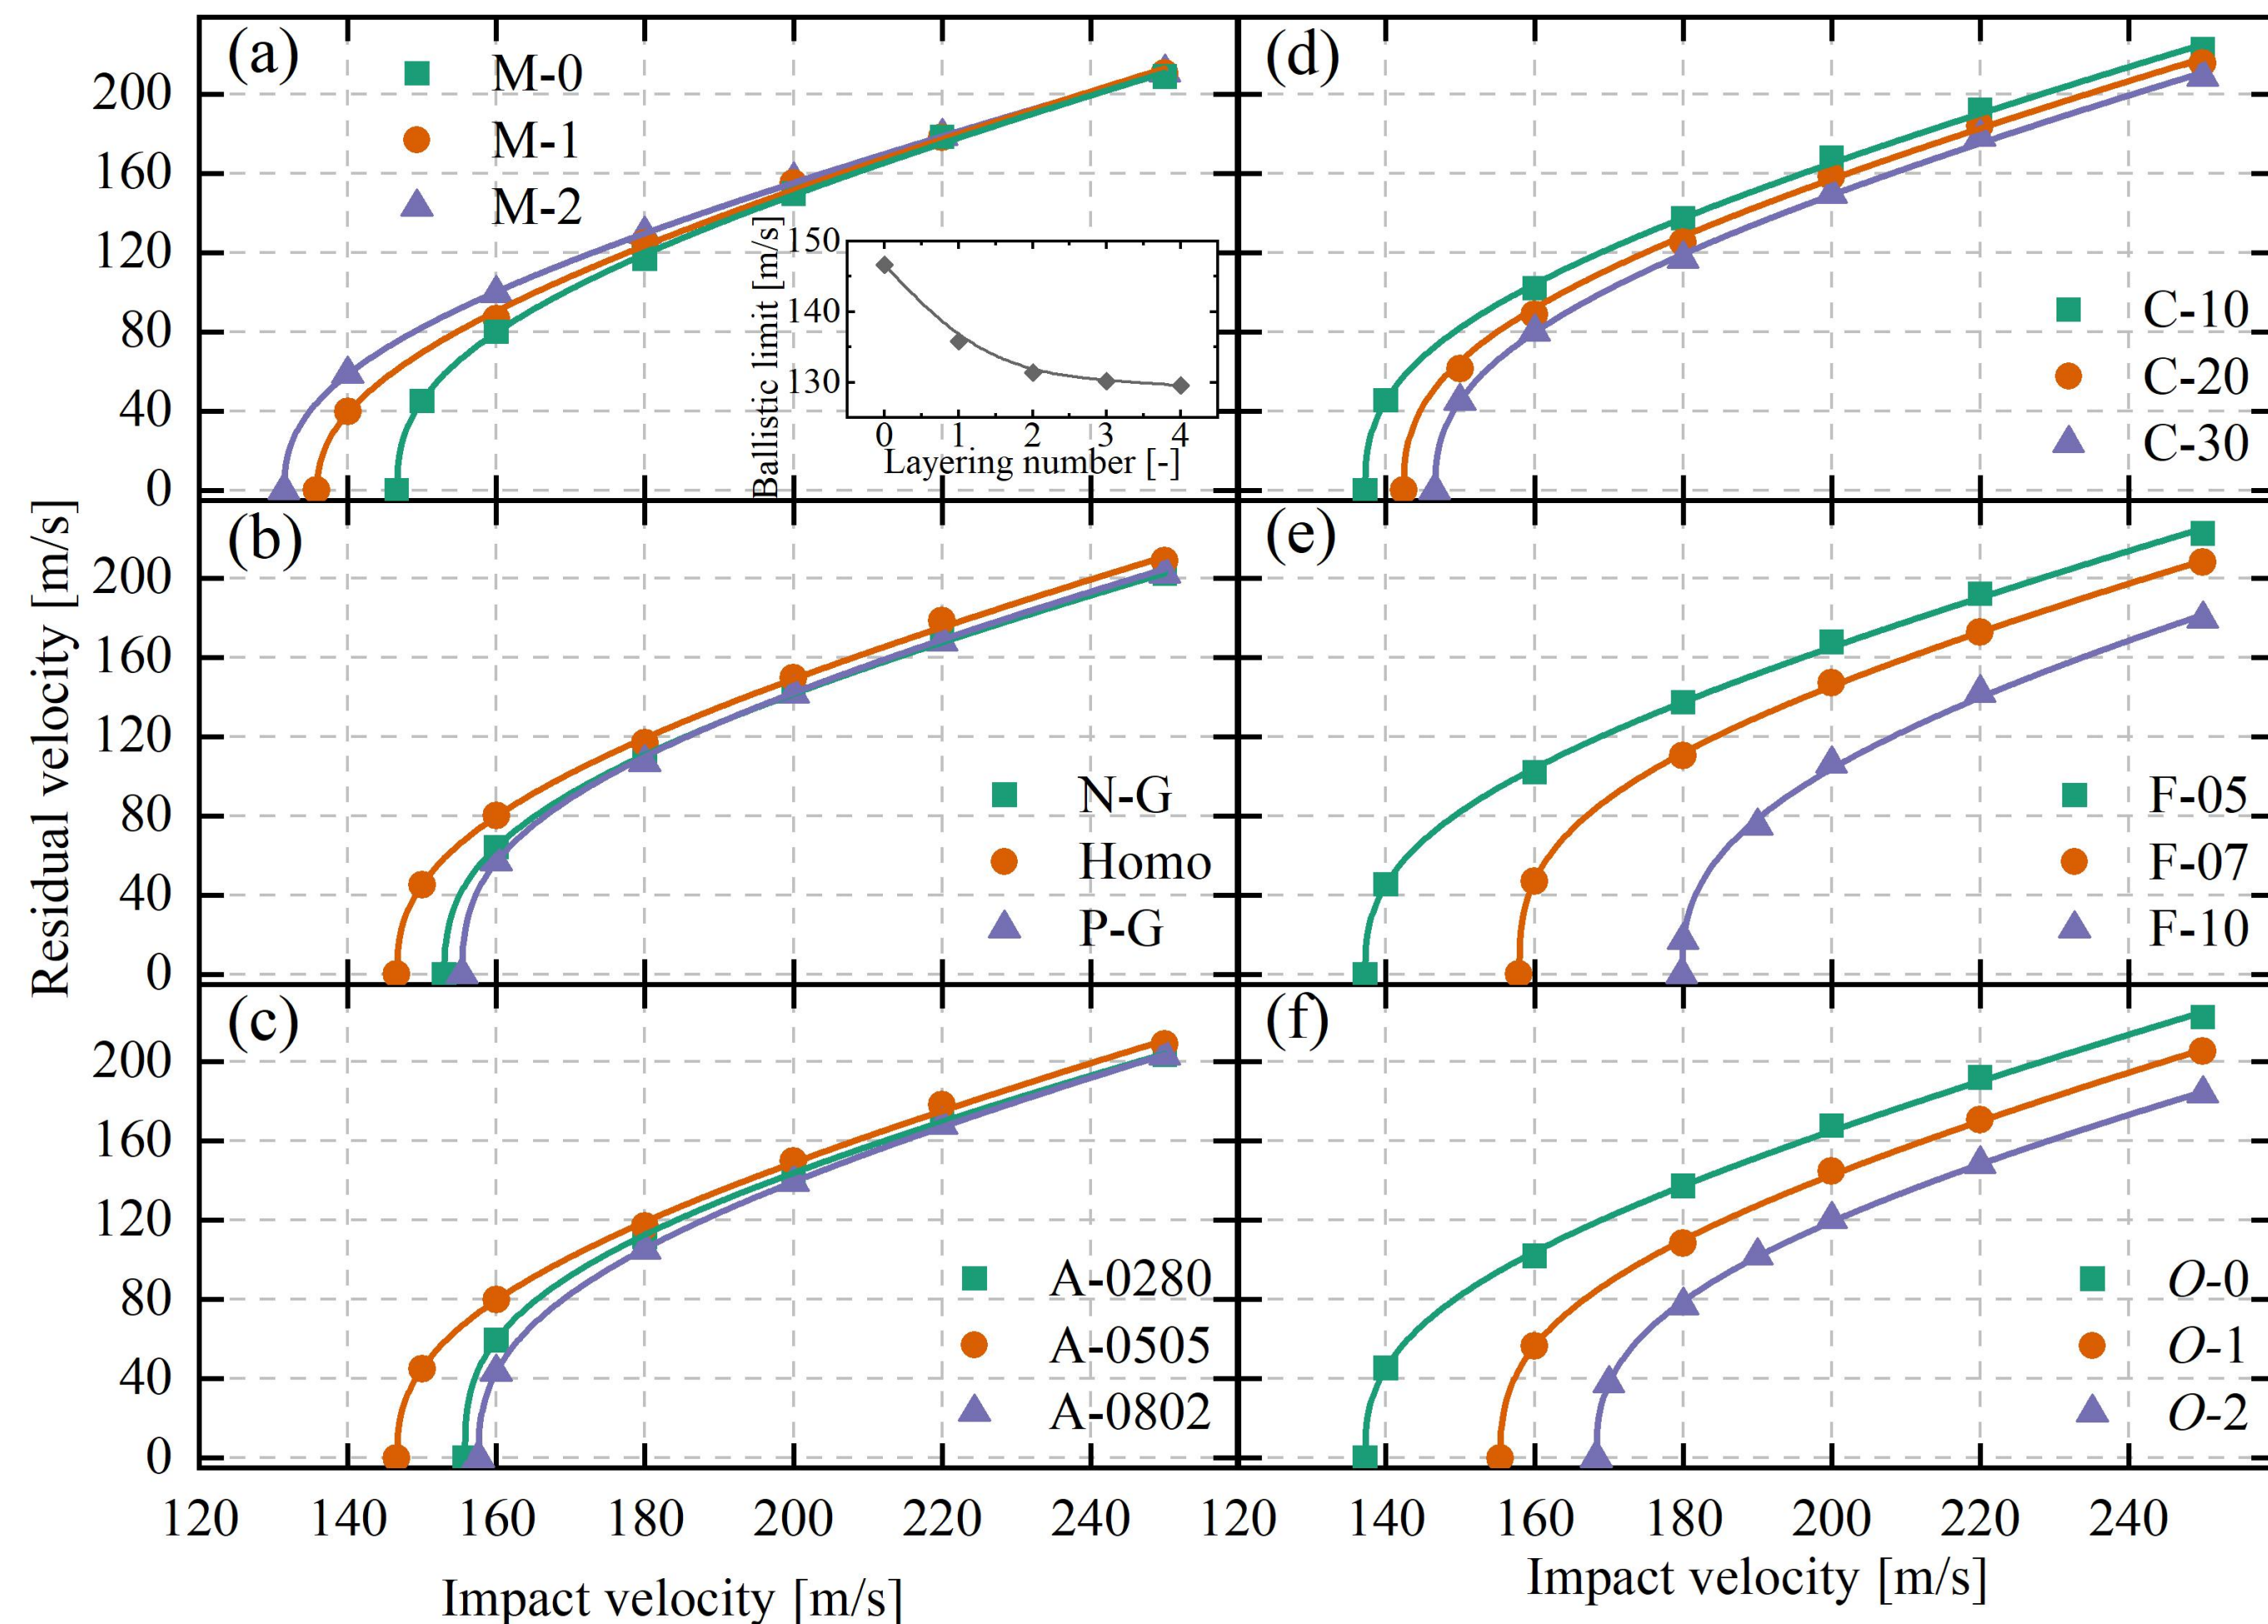 (a)
M-0
M-1
M-2
200
160
120
80
40
0
Ballistic limit [m/s]
150
140
130
0 1 2 3 4
Layering number [-]
(d)
C-10
C-20
C-30
Residual velocity [m/s]
(b)
200
160
120
80
40
0
N-G
Homo
P-G
(e)
F-05
F-07
F-10
(c)
200
160
120
80
40
0
A-0280
A-0505
A-0802
(f)
O-0
O-1
O-2
120 140 160 180 200 220 240 120 140 160 180 200 220 240
Impact velocity [m/s]
Impact velocity [m/s]